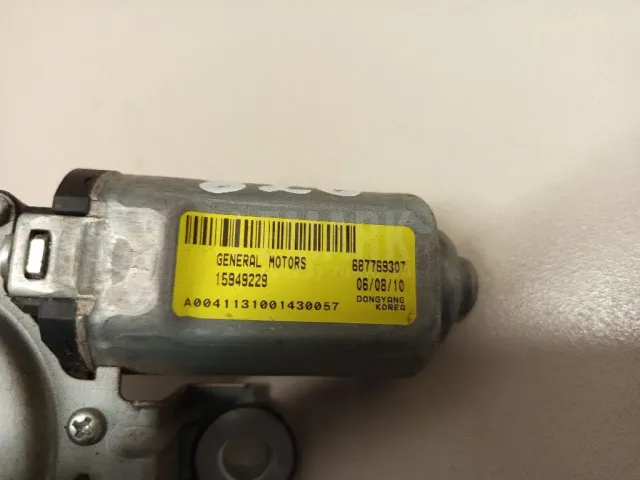 GENERAL MOTORS 687769307
15949229 06/08/10
A0041131001430057 DONGYANG
KOREA